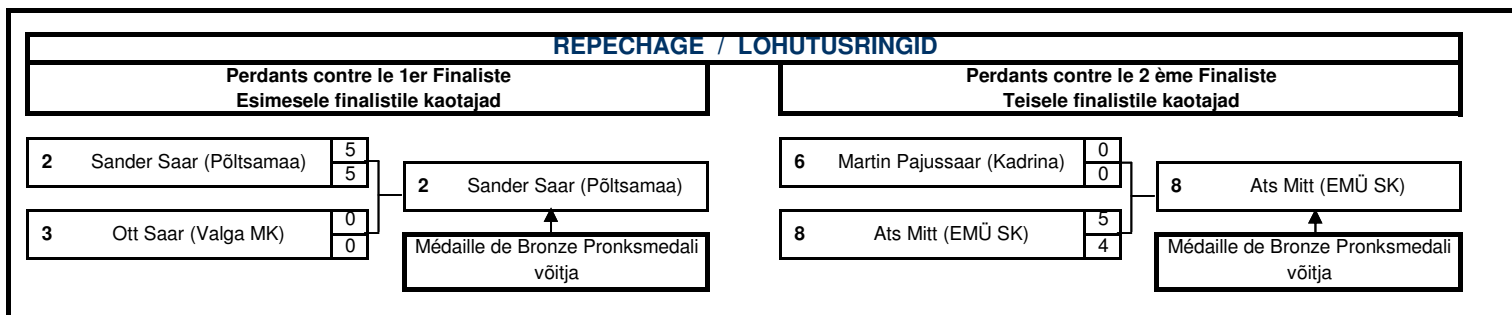 REPECHAGE / LOHUTUSRINGID
Perdants contre le 1er Finaliste
Esimesele finalistile kaotajad
2 Sander Saar (Põltsamaa) 5
5
3 Ott Saar (Valga MK) 0
0
2 Sander Saar (Põltsamaa)
Médaille de Bronze Pronksmedali
võitja
Perdants contre le 2 ème Finaliste
Teisele finalistile kaotajad
6 Martin Pajussaar (Kadrina) 0
0
8 Ats Mitt (EMÜ SK) 5
4
8 Ats Mitt (EMÜ SK)
Médaille de Bronze Pronksmedali
võitja